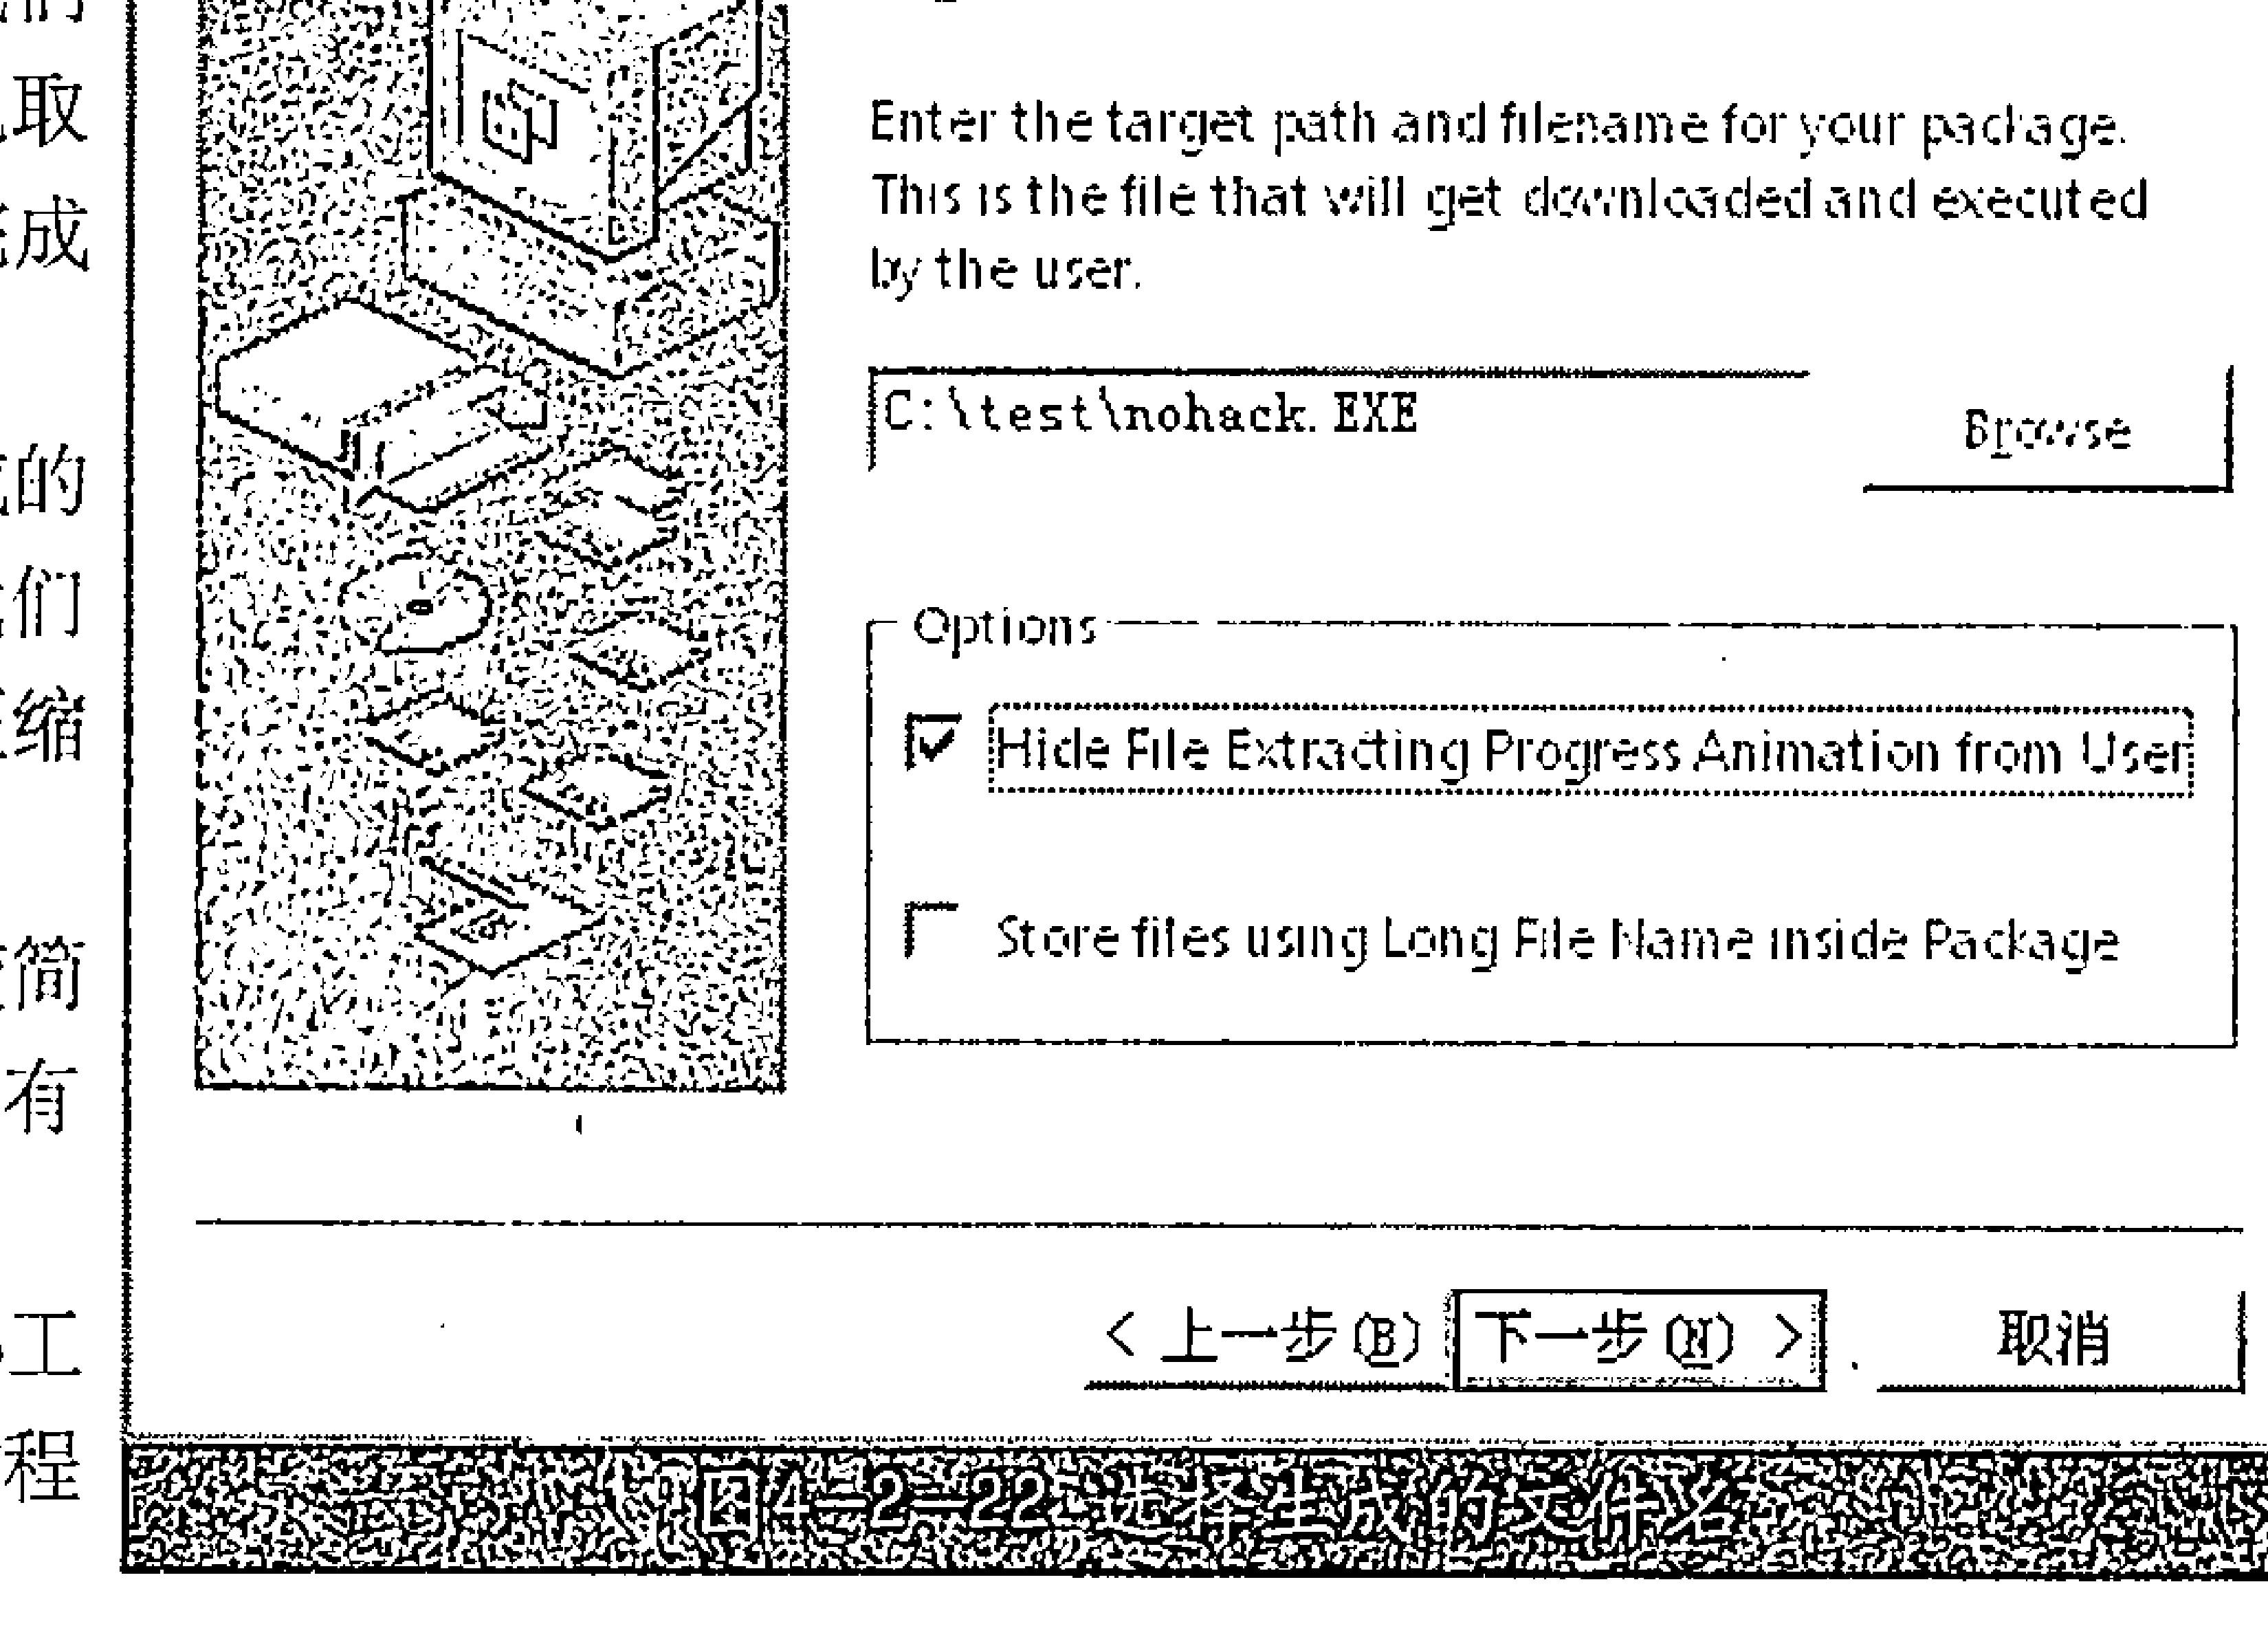 们
取
完成
的
们
缩
简
有
工
程
Enter the target path and filename for your package.
This is the file that will get downloaded and executed
by the user.
C:\test\nohack.EXE
Browse
Options
Hide File Extracting Progress Animation from User
Store files using Long File Name inside Package
< 上一步(B) 下一步(N) > 取消
图4-2-22 选择生成的文件名